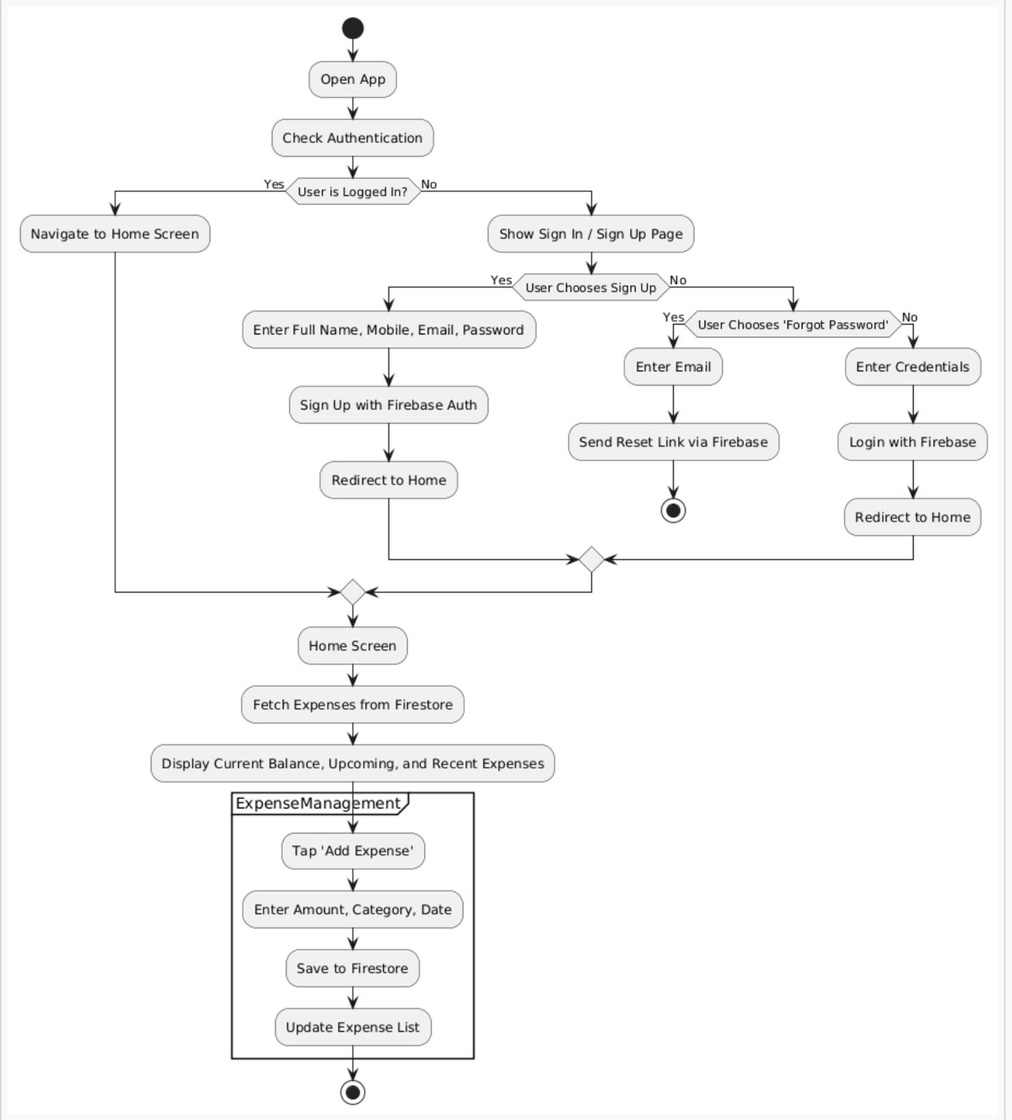 Open App
Check Authentication
Yes
User is Logged In?
No
Navigate to Home Screen
Show Sign In / Sign Up Page
Yes
User Chooses Sign Up
No
Enter Full Name, Mobile, Email, Password
Yes
User Chooses 'Forgot Password'
No
Enter Email
Enter Credentials
Sign Up with Firebase Auth
Send Reset Link via Firebase
Login with Firebase
Redirect to Home
Redirect to Home
Home Screen
Fetch Expenses from Firestore
Display Current Balance, Upcoming, and Recent Expenses
ExpenseManagement
Tap 'Add Expense'
Enter Amount, Category, Date
Save to Firestore
Update Expense List